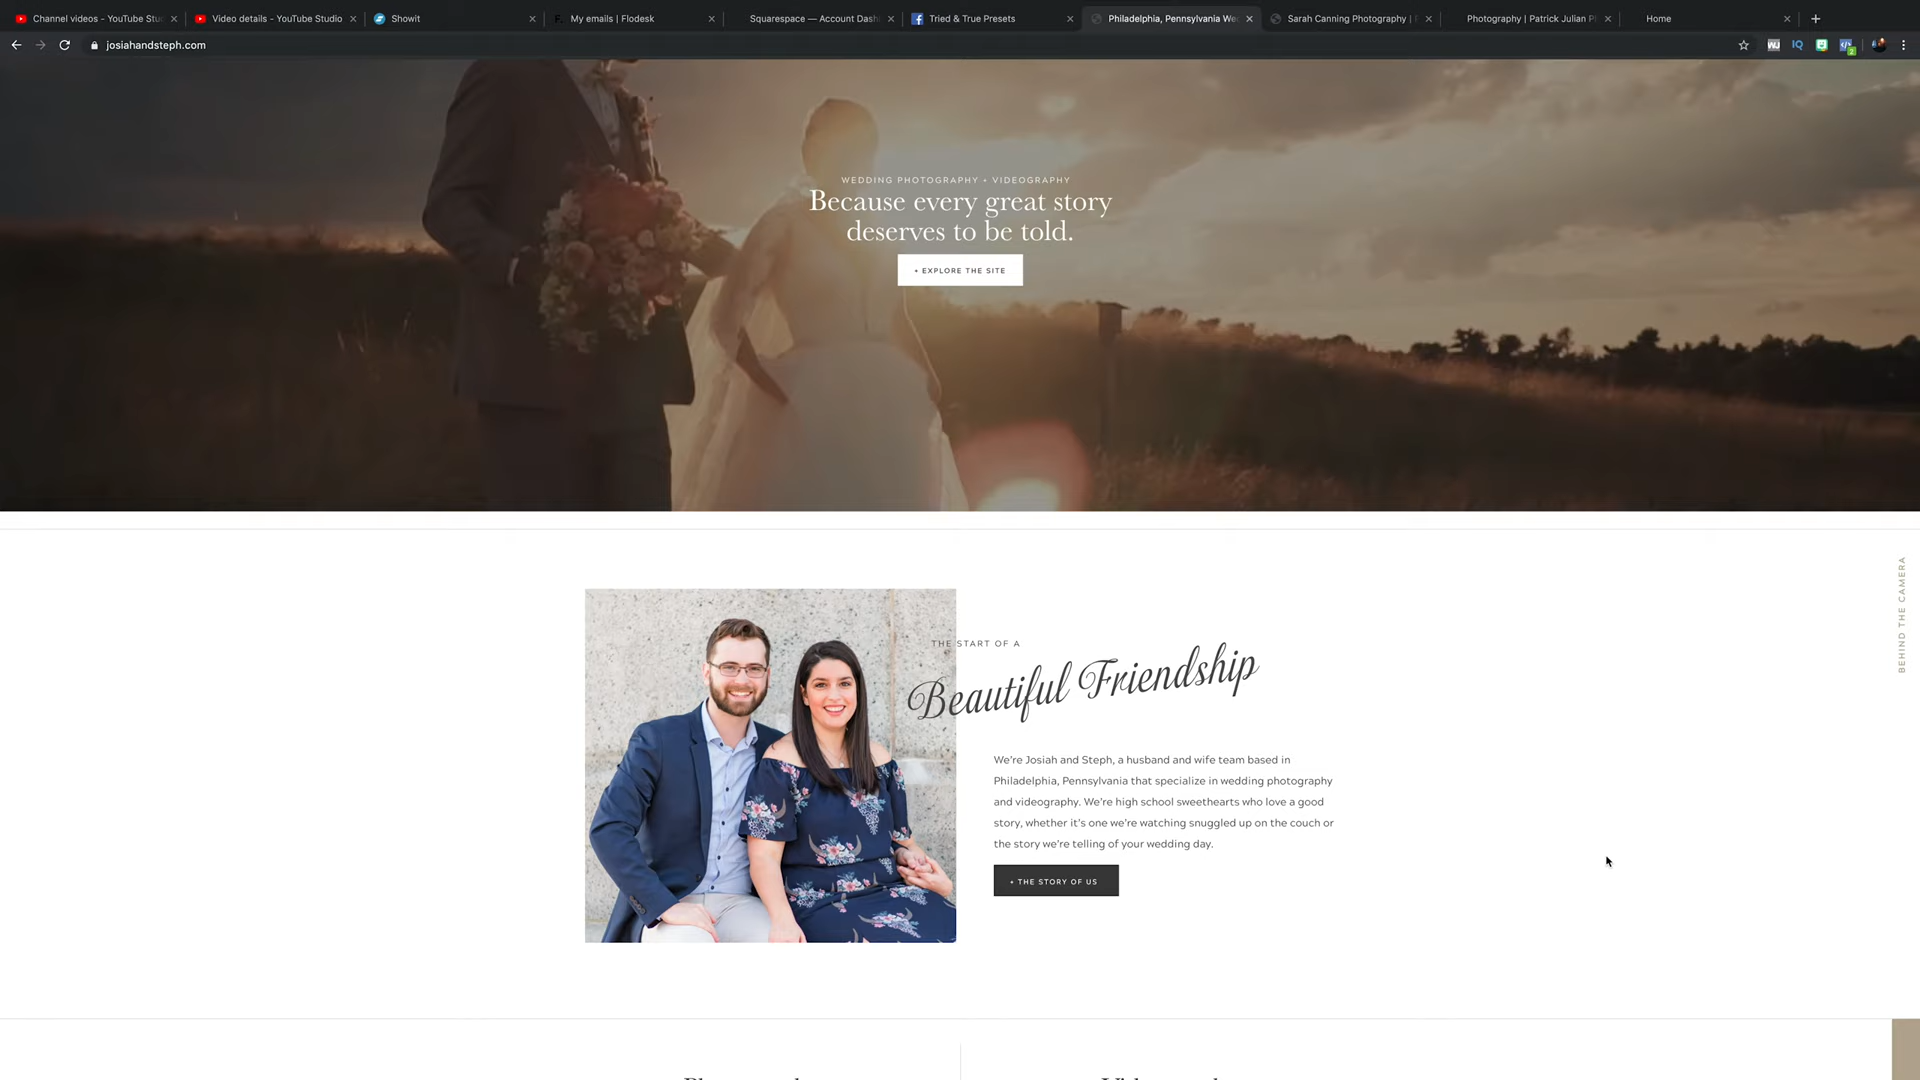 Channel videos - YouTube Stu
Video details - YouTube Studio
Showit
My emails | Flodesk
Squarespace — Account Dash
Tried & True Presets
Philadelphia, Pennsylvania We
Sarah Canning Photography |
Photography | Patrick Julian P
Home
josiahandsteph.com
WEDDING PHOTOGRAPHY + VIDEOGRAPHY
Because every great story
deserves to be told.
+ EXPLORE THE SITE
BEHIND THE CAMERA
THE START OF A
Beautiful Friendship
We're Josiah and Steph, a husband and wife team based in
Philadelphia, Pennsylvania that specialize in wedding photography
and videography. We're high school sweethearts who love a good
story, whether it's one we're watching snuggled up on the couch or
the story we're telling of your wedding day.
+ THE STORY OF US